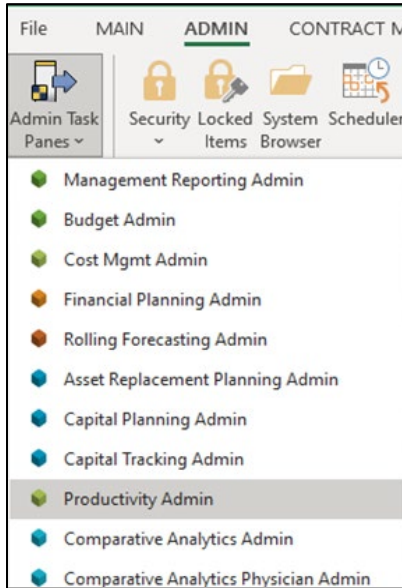 File MAIN ADMIN CONTRACT M
Admin Task Security Locked System Scheduler
Panes Items Browser
Management Reporting Admin
Budget Admin
Cost Mgmt Admin
Financial Planning Admin
Rolling Forecasting Admin
Asset Replacement Planning Admin
Capital Planning Admin
Capital Tracking Admin
Productivity Admin
Comparative Analytics Admin
Comparative Analytics Physician Admin